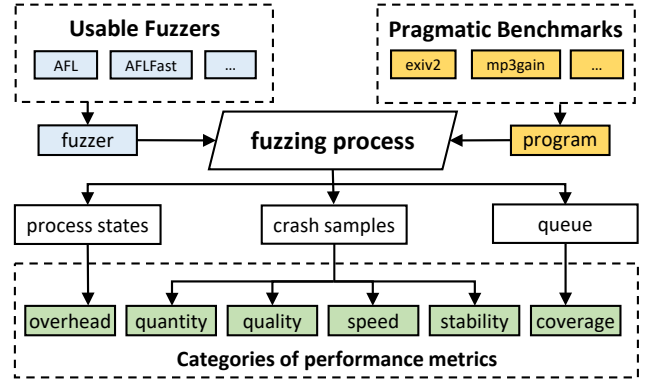 Usable Fuzzers
Pragmatic Benchmarks
AFL
AFLFast
...
exiv2
mp3gain
...
fuzzer
fuzzing process
program
process states
crash samples
queue
overhead
quantity
quality
speed
stability
coverage
Categories of performance metrics